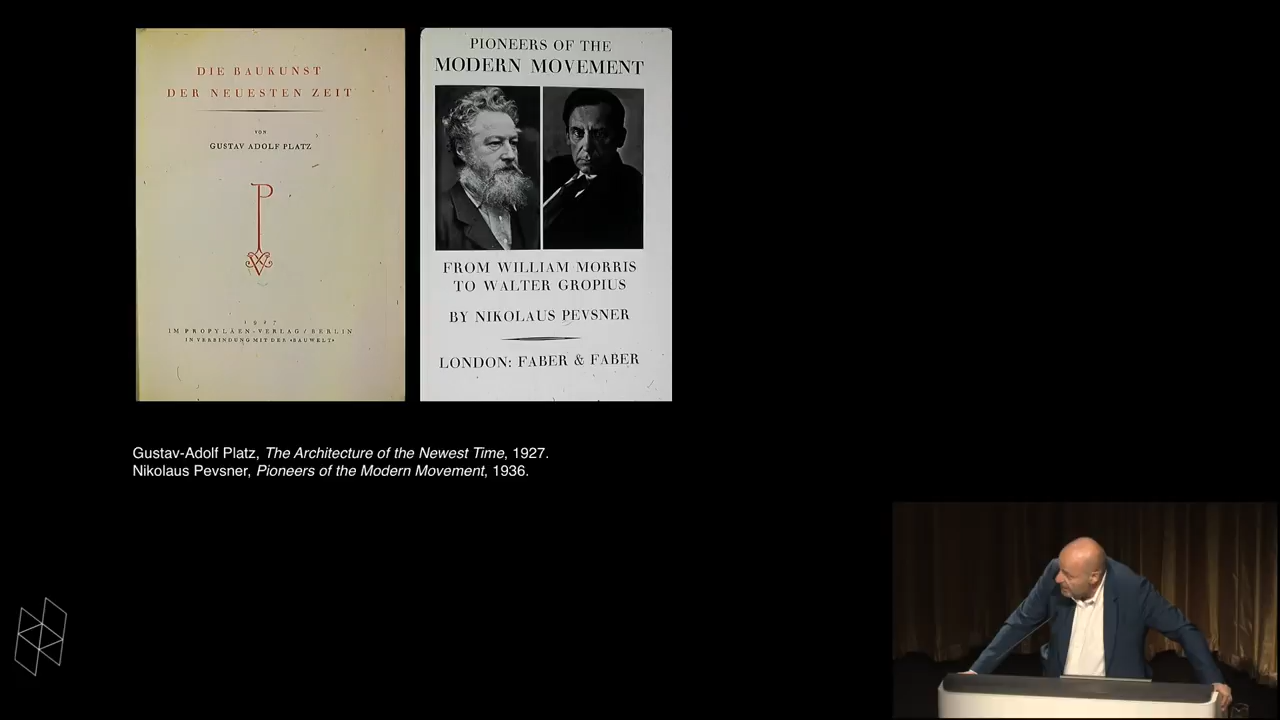 DIE BAUKUNST
DER NEUESTEN ZEIT
VON
GUSTAV ADOLF PLATZ
P
1927
IM PROPYLÄEN-VERLAG / BERLIN
IN VERBINDUNG MIT DER »BAUWELT«
PIONEERS OF THE
MODERN MOVEMENT
FROM WILLIAM MORRIS
TO WALTER GROPIUS
BY NIKOLAUS PEVSNER
LONDON: FABER & FABER
Gustav-Adolf Platz, The Architecture of the Newest Time, 1927.
Nikolaus Pevsner, Pioneers of the Modern Movement, 1936.